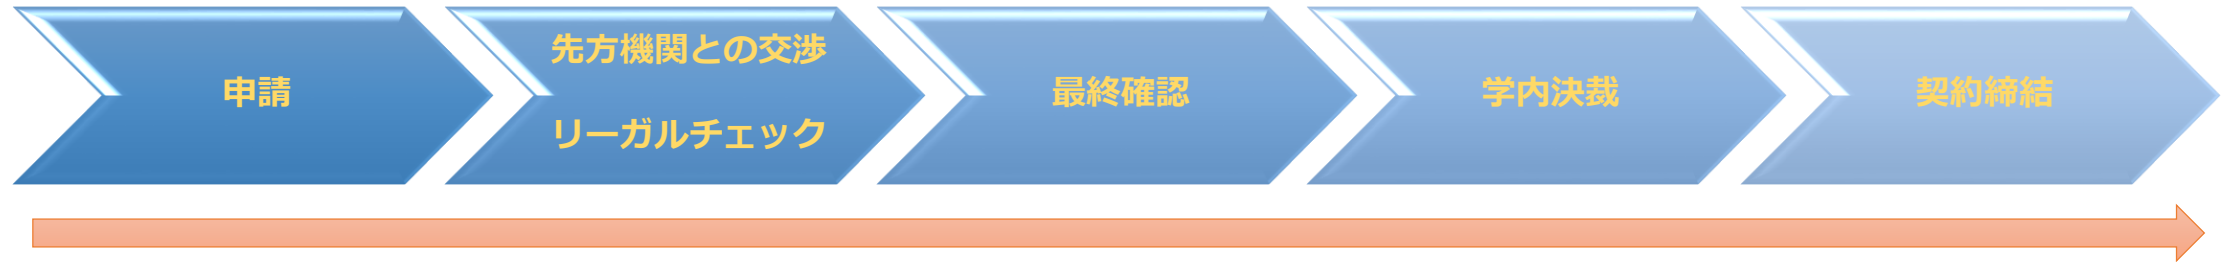 申請
先方機関との交渉
リーガルチェック
最終確認
学内決裁
契約締結